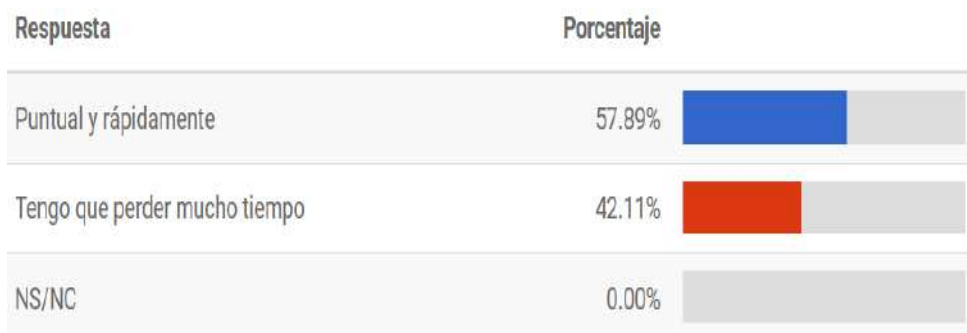 Respuesta Porcentaje
Puntual y rápidamente 57.89%
Tengo que perder mucho tiempo 42.11%
NS/NC 0.00%